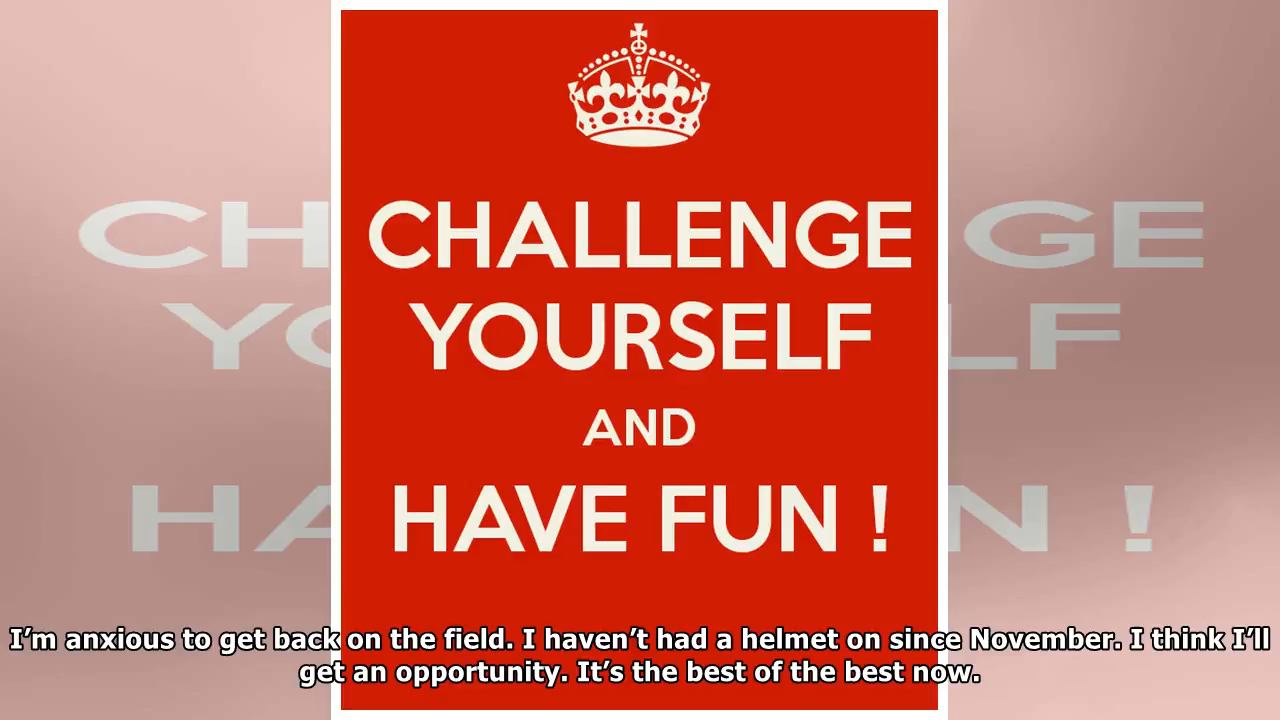 CHALLENGE
YOURSELF
AND
HAVE FUN !
I’m anxious to get back on the field. I haven’t had a helmet on since November. I think I’ll
get an opportunity. It’s the best of the best now.